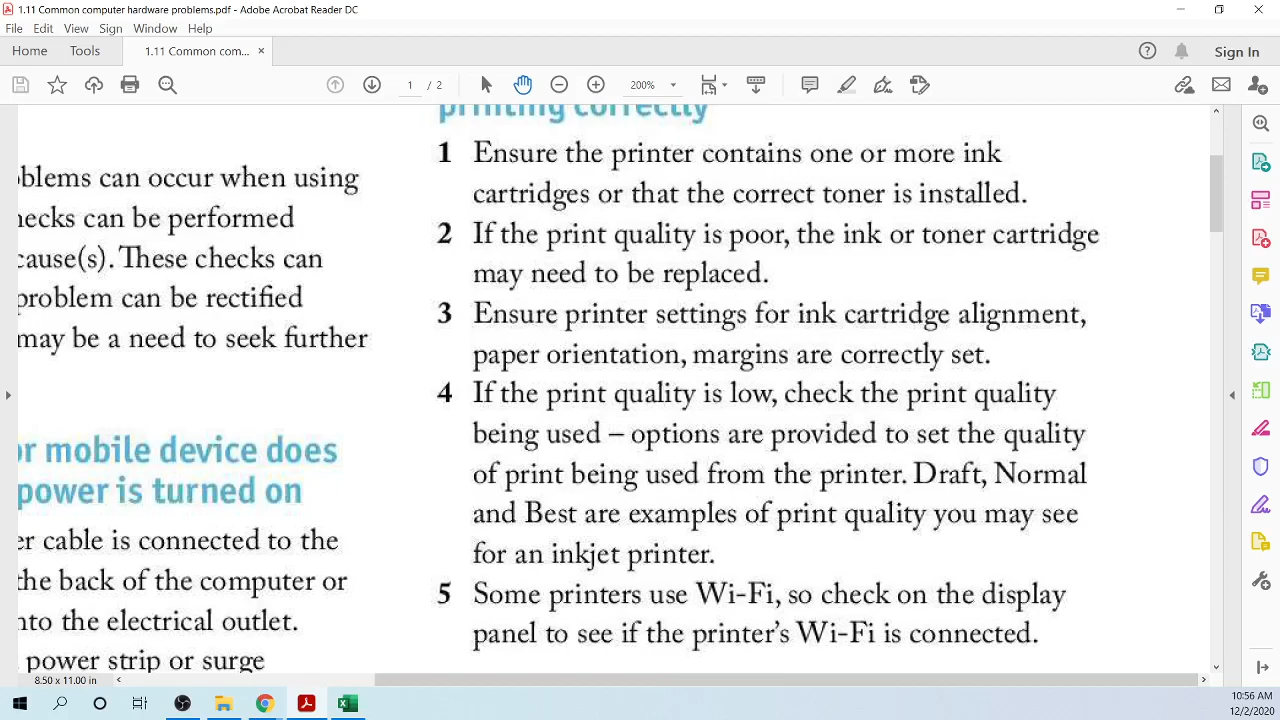 1.11 Common computer hardware problems.pdf - Adobe Acrobat Reader DC
File Edit View Sign Window Help
Home Tools 1.11 Common com... × Sign In
1 / 2 200%
oblems can occur when using
hecks can be performed
cause(s). These checks can
problem can be rectified
may be a need to seek further
or mobile device does
power is turned on
er cable is connected to the
the back of the computer or
nto the electrical outlet.
power strip or surge
printing correctly
1 Ensure the printer contains one or more ink
cartridges or that the correct toner is installed.
2 If the print quality is poor, the ink or toner cartridge
may need to be replaced.
3 Ensure printer settings for ink cartridge alignment,
paper orientation, margins are correctly set.
4 If the print quality is low, check the print quality
being used – options are provided to set the quality
of print being used from the printer. Draft, Normal
and Best are examples of print quality you may see
for an inkjet printer.
5 Some printers use Wi-Fi, so check on the display
panel to see if the printer's Wi-Fi is connected.
8.50 x 11.00 in
10:56 AM
12/2/2020